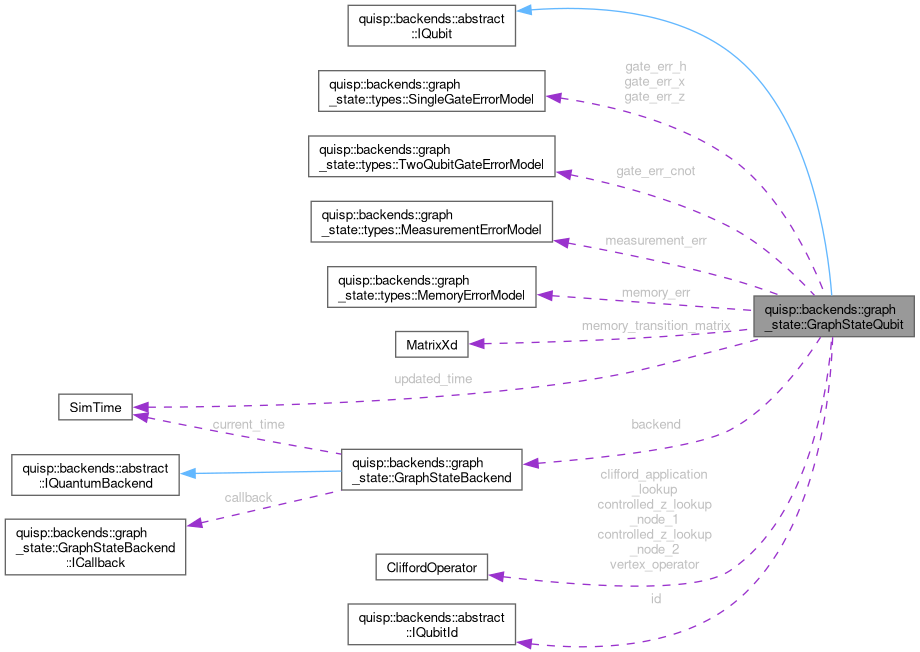 quisp::backends::abstract
::IQubit
gate_err_h
gate_err_x
gate_err_z
quisp::backends::graph
_state::types::SingleGateErrorModel
quisp::backends::graph
_state::types::TwoQubitGateErrorModel
gate_err_cnot
quisp::backends::graph
_state::types::MeasurementErrorModel
measurement_err
quisp::backends::graph
_state::types::MemoryErrorModel
memory_err
quisp::backends::graph
_state::GraphStateQubit
memory_transition_matrix
MatrixXd
updated_time
SimTime
current_time
backend
quisp::backends::abstract
::IQuantumBackend
quisp::backends::graph
_state::GraphStateBackend
callback
quisp::backends::graph
_state::GraphStateBackend
::ICallback
clifford_application
_lookup
controlled_z_lookup
_node_1
controlled_z_lookup
_node_2
vertex_operator
CliffordOperator
id
quisp::backends::abstract
::IQubitId